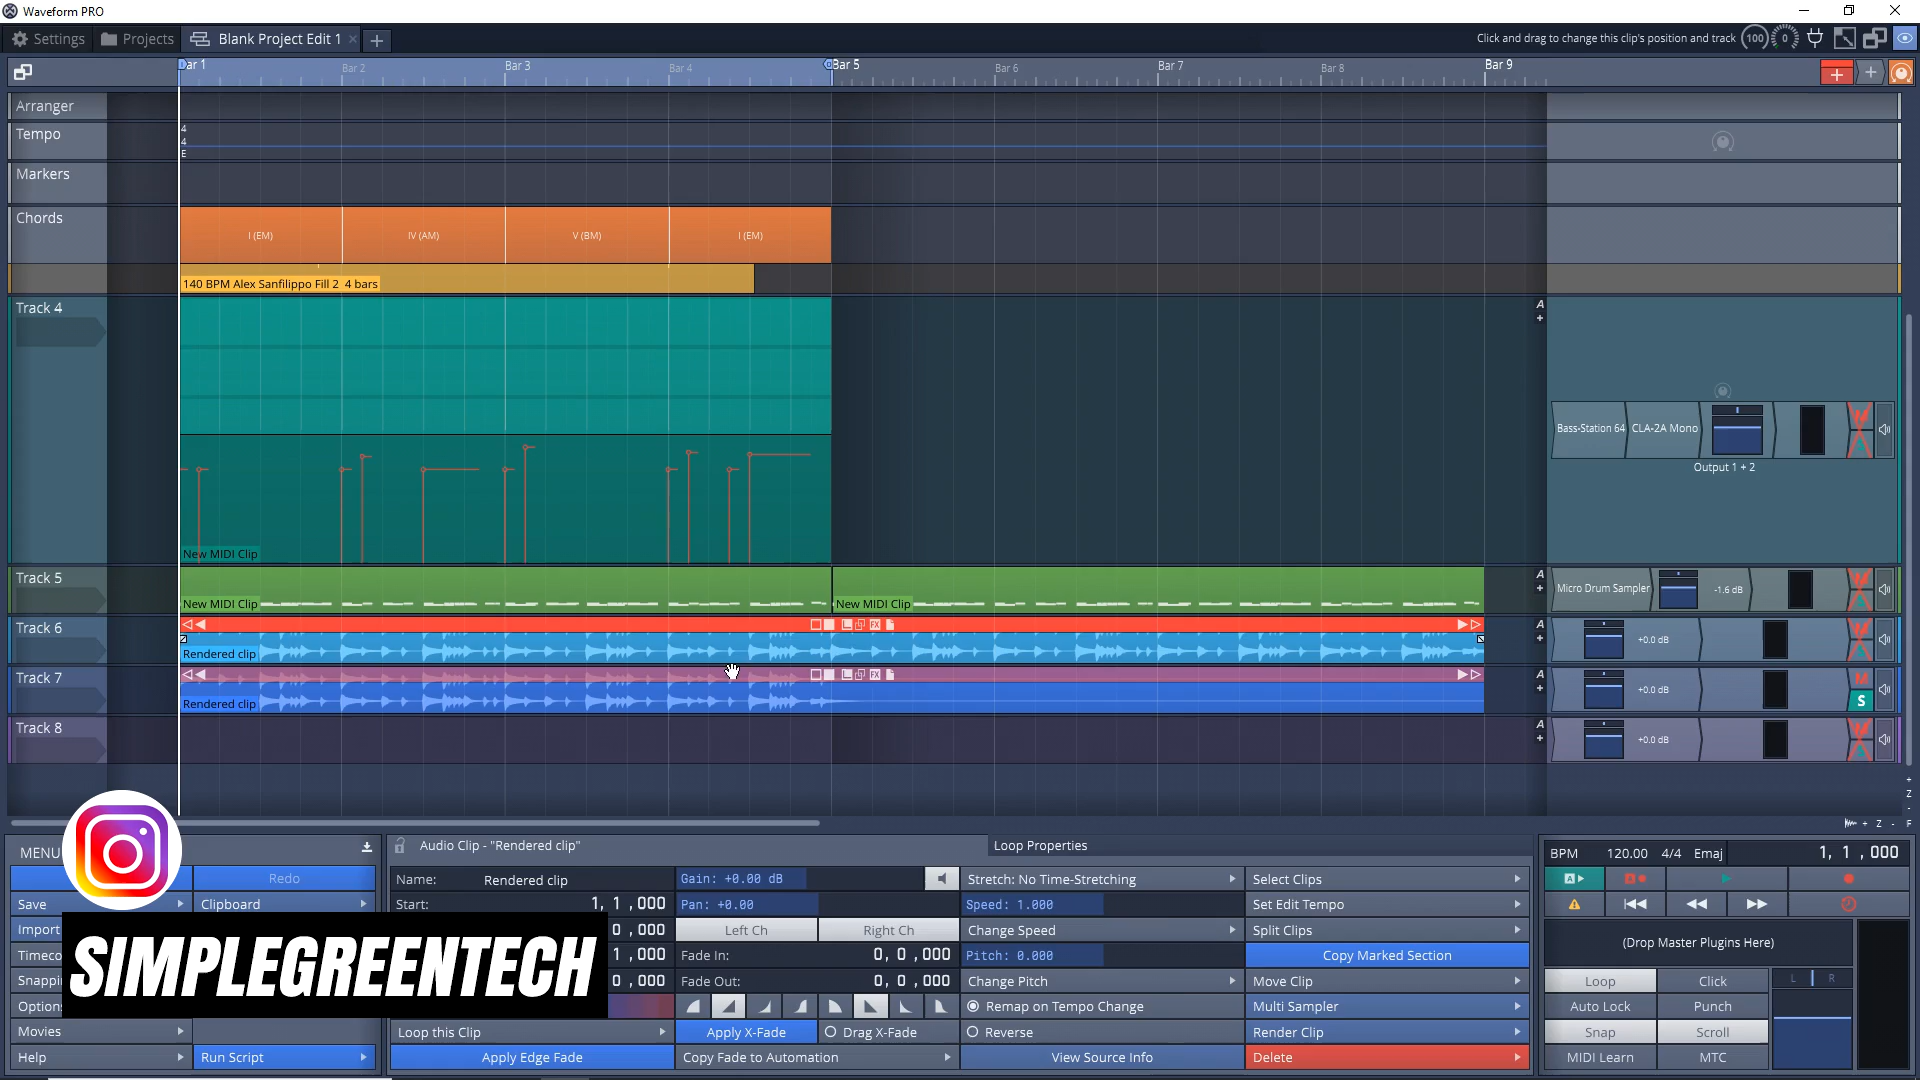 Waveform PRO
Settings
Projects
Blank Project Edit 1
Click and drag to change this clip's position and track
100
0
ar 1
Bar 2
Bar 3
Bar 4
Bar 5
Bar 6
Bar 7
Bar 8
Bar 9
Arranger
Tempo
4
4
E
Markers
Chords
I (EM)
IV (AM)
V (BM)
I (EM)
140 BPM Alex Sanfilippo Fill 2 4 bars
Track 4
A
Bass-Station 64
CLA-2A Mono
M
Output 1 + 2
New MIDI Clip
Track 5
New MIDI Clip
New MIDI Clip
A
Micro Drum Sampler
-1.6 dB
M
Track 6
FX
Rendered clip
A
+0.0 dB
M
Track 7
FX
Rendered clip
A
+0.0 dB
M
S
Track 8
A
+0.0 dB
M
Z
+ Z - F
MENU
Redo
Save
Clipboard
Import
Timeco
Snappi
Options
Movies
Help
Run Script
SIMPLEGREENTECH
Audio Clip - "Rendered clip"
Loop Properties
Name:
Rendered clip
Start:
1, 1 ,000
0 ,000
1 ,000
0 ,000
Loop this Clip
Apply Edge Fade
Gain: +0.00 dB
Pan: +0.00
Left Ch
Right Ch
Fade In:
0, 0 ,000
Fade Out:
0, 0 ,000
Apply X-Fade
Drag X-Fade
Copy Fade to Automation
Stretch: No Time-Stretching
Speed: 1.000
Change Speed
Pitch: 0.000
Change Pitch
Remap on Tempo Change
Reverse
View Source Info
Select Clips
Set Edit Tempo
Split Clips
Copy Marked Section
Move Clip
Multi Sampler
Render Clip
Delete
BPM
120.00
4/4
Emaj
1, 1 ,000
A
(Drop Master Plugins Here)
Loop
Click
Auto Lock
Punch
Snap
Scroll
MIDI Learn
MTC
L
R